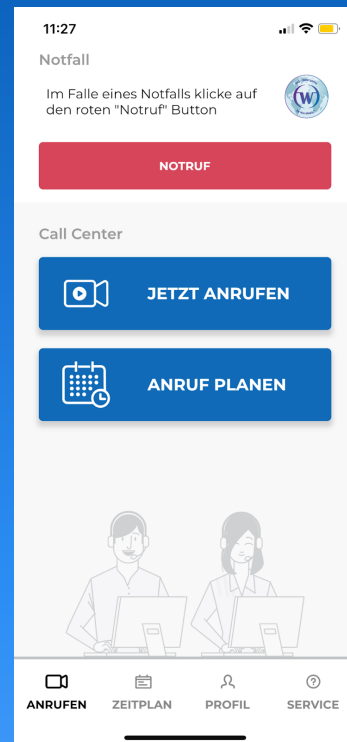 11:27
Notfall
Im Falle eines Notfalls klicke auf
den roten "Notruf" Button
W
NOTRUF
Call Center
JETZT ANRUFEN
ANRUF PLANEN
ANRUFEN
ZEITPLAN
PROFIL
SERVICE